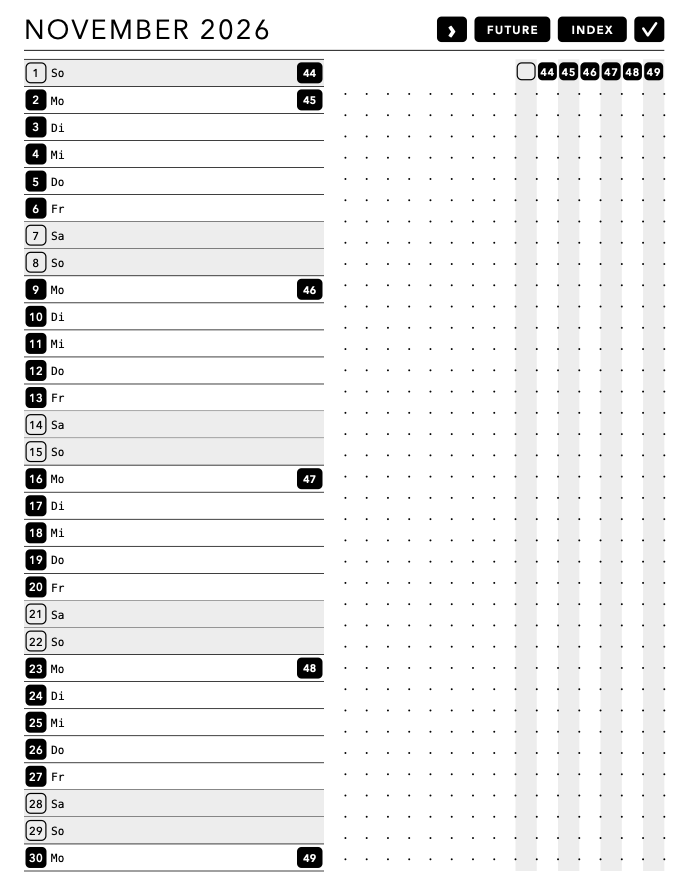 NOVEMBER 2026 › FUTURE INDEX ✓
1 So 44 44 45 46 47 48 49
2 Mo 45
3 Di
4 Mi
5 Do
6 Fr
7 Sa
8 So
9 Mo 46
10 Di
11 Mi
12 Do
13 Fr
14 Sa
15 So
16 Mo 47
17 Di
18 Mi
19 Do
20 Fr
21 Sa
22 So
23 Mo 48
24 Di
25 Mi
26 Do
27 Fr
28 Sa
29 So
30 Mo 49